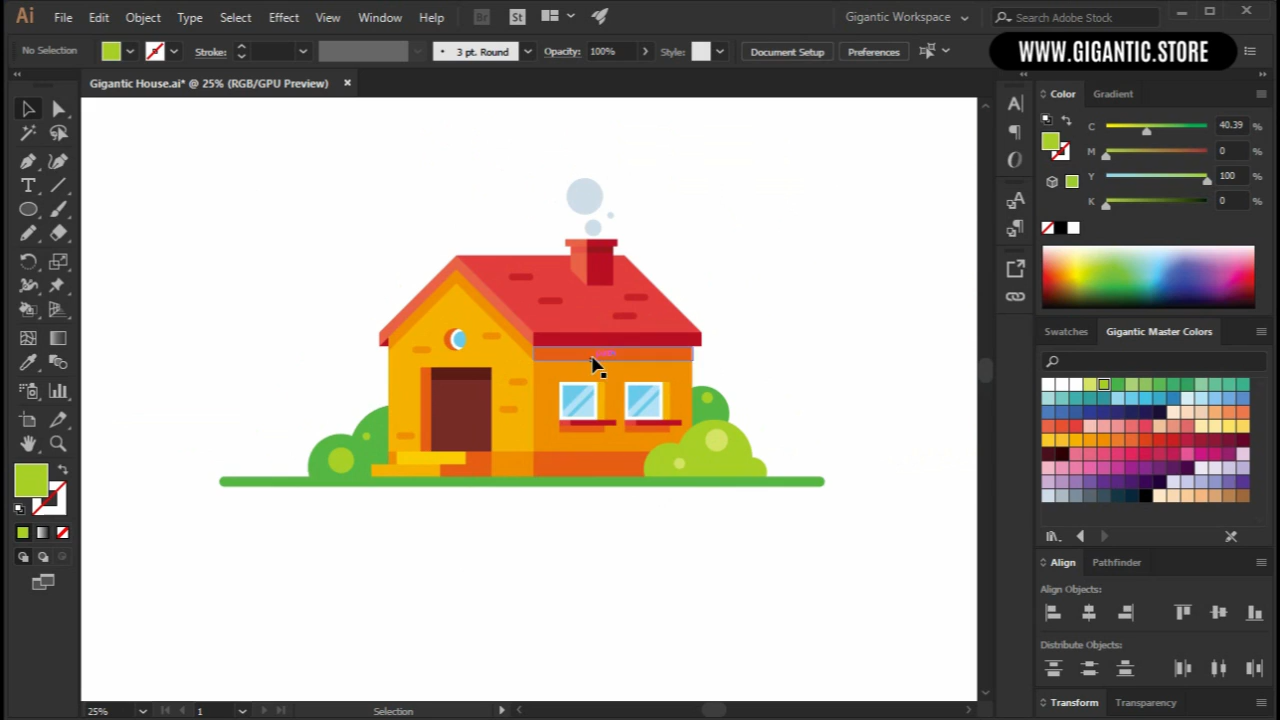 Ai File Edit Object Type Select Effect View Window Help Br St Gigantic Workspace Search Adobe Stock
No Selection Stroke: 3 pt. Round Opacity: 100% Style: Document Setup Preferences WWW.GIGANTIC.STORE
Gigantic House.ai* @ 25% (RGB/GPU Preview)
Color Gradient
C 40.39 %
M 0 %
Y 100 %
K 0 %
Swatches Gigantic Master Colors
Align Pathfinder
Align Objects:
Distribute Objects:
Transform Transparency
25% 1 Selection